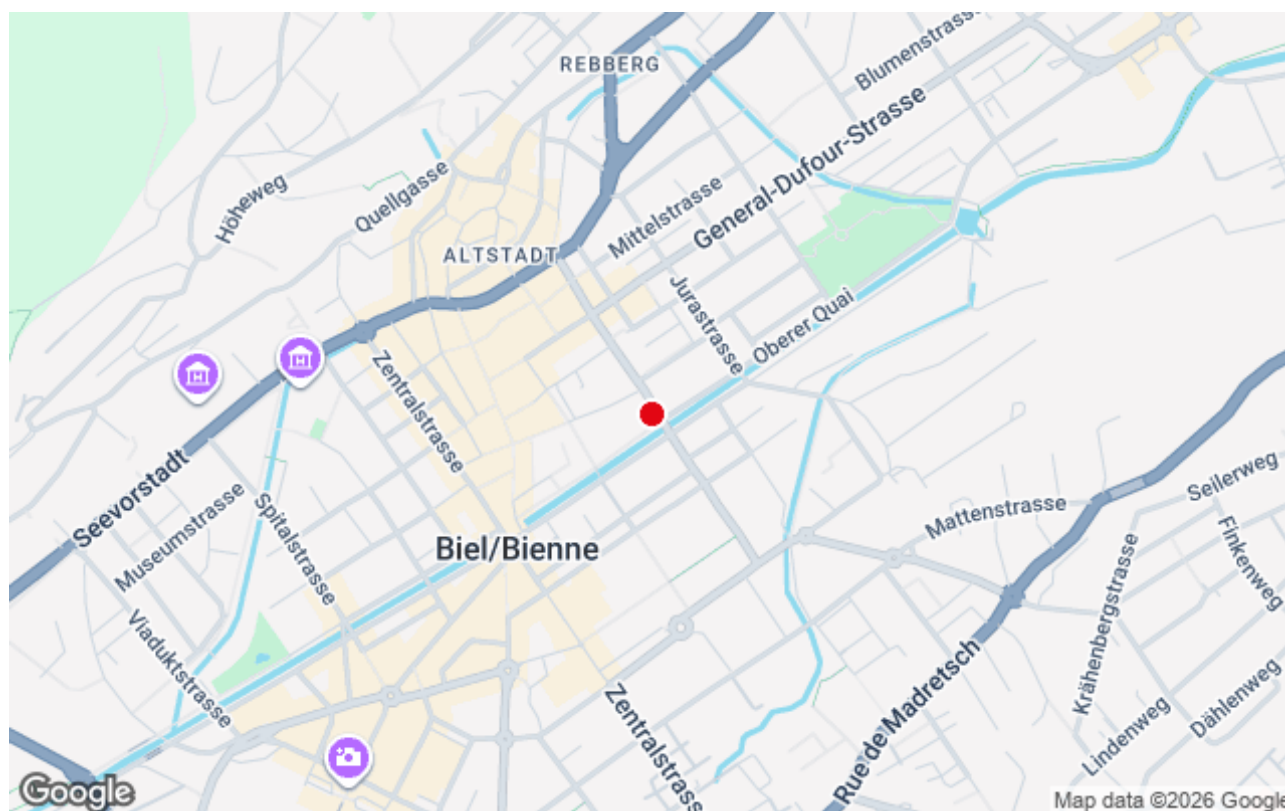 REBBERG
Blumenstrasse
General-Dufour-Strasse
Höheweg
Quellgasse
Mittelstrasse
ALTSTADT
Jurastrasse
Oberer Quai
Zentralstrasse
Seevorstadt
Museumstrasse
Spitalstrasse
Biel/Bienne
Mattenstrasse
Seilerweg
Finkenweg
Krähenbergstrasse
Viaduktstrasse
Zentralstrasse
Rue de Madretsch
Lindenweg
Dählenweg
Google
Map data ©2026 Google